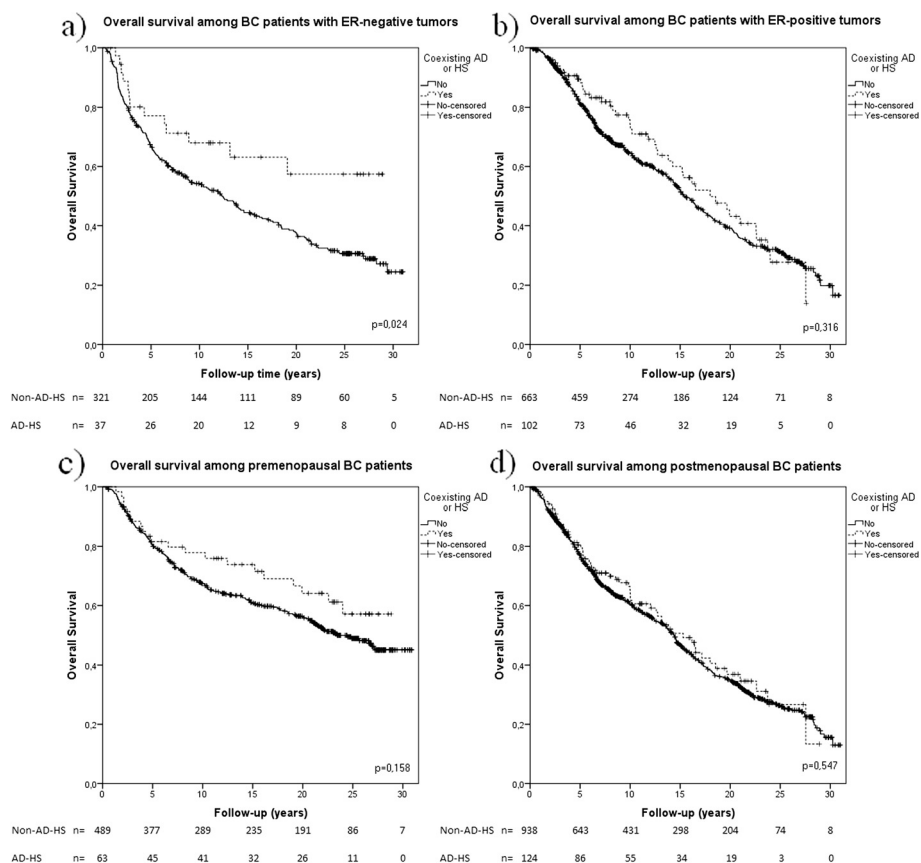 a) Overall survival among BC patients with ER-negative tumors
1,0
0,8
0,6
0,4
0,2
0,0
Overall Survival
0 5 10 15 20 25 30
Follow-up time (years)
p=0,024
Coexisting AD
or HS
No
Yes
No-censored
Yes-censored
Non-AD-HS n= 321 205 144 111 89 60 5
AD-HS n= 37 26 20 12 9 8 0
b) Overall survival among BC patients with ER-positive tumors
1,0
0,8
0,6
0,4
0,2
0,0
Overall Survival
0 5 10 15 20 25 30
Follow-up (years)
p=0,316
Coexisting AD
or HS
No
Yes
No-censored
Yes-censored
Non-AD-HS n= 663 459 274 186 124 71 8
AD-HS n= 102 73 46 32 19 5 0
c) Overall survival among premenopausal BC patients
1,0
0,8
0,6
0,4
0,2
0,0
Overall Survival
0 5 10 15 20 25 30
Follow-up (years)
p=0,158
Coexisting AD
or HS
No
Yes
No-censored
Yes-censored
Non-AD-HS n= 489 377 289 235 191 86 7
AD-HS n= 63 45 41 32 26 11 0
d) Overall survival among postmenopausal BC patients
1,0
0,8
0,6
0,4
0,2
0,0
Overall Survival
0 5 10 15 20 25 30
Follow-up (years)
p=0,547
Coexisting AD
or HS
No
Yes
No-censored
Yes-censored
Non-AD-HS n= 938 643 431 298 204 74 8
AD-HS n= 124 86 55 34 19 3 0